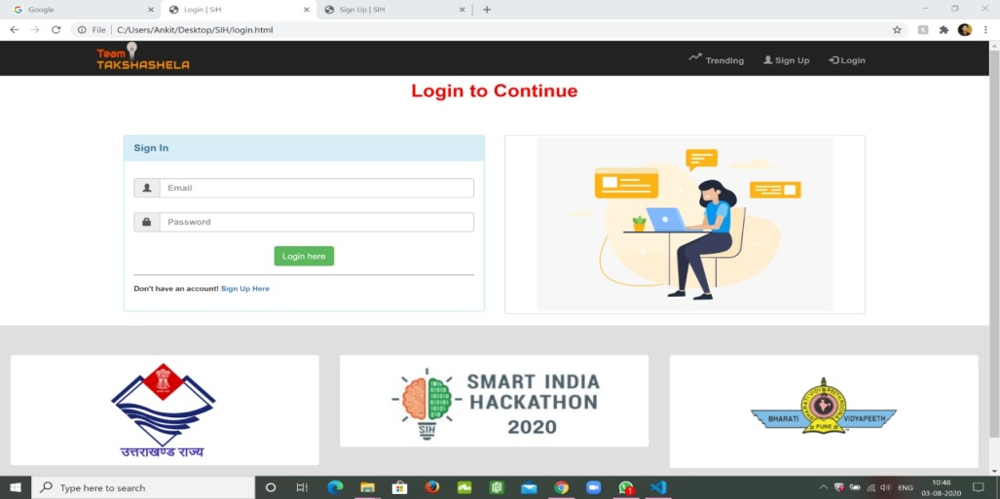 Google
Login | SIH
Sign Up | SIH
File | C:/Users/Ankit/Desktop/SIH/login.html
Team
TAKSHASHELA
Trending
Sign Up
Login
Login to Continue
Sign In
Email
Password
Login here
Don't have an account! Sign Up Here
उत्तराखण्ड राज्य
SIH
SMART INDIA
HACKATHON
2020
BHARATI VIDYAPEETH
PUNE
Type here to search
ENG
10:48
03-08-2020